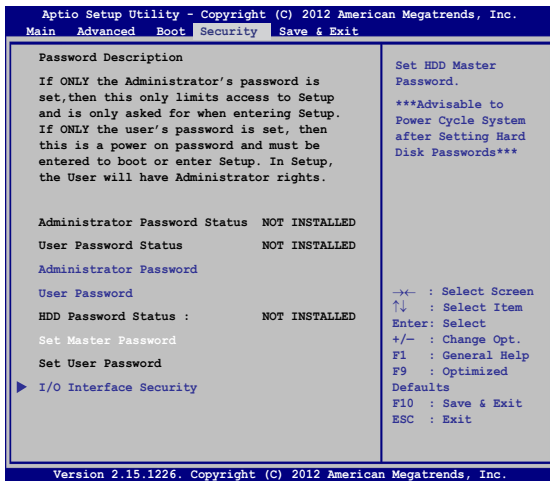 Aptio Setup Utility - Copyright (C) 2012 American Megatrends, Inc.
Main Advanced Boot Security Save & Exit
Password Description
If ONLY the Administrator's password is
set,then this only limits access to Setup
and is only asked for when entering Setup.
If ONLY the user's password is set, then
this is a power on password and must be
entered to boot or enter Setup. In Setup,
the User will have Administrator rights.
Administrator Password Status NOT INSTALLED
User Password Status NOT INSTALLED
Administrator Password
User Password
HDD Password Status : NOT INSTALLED
Set Master Password
Set User Password
I/O Interface Security
Set HDD Master
Password.
***Advisable to
Power Cycle System
after Setting Hard
Disk Passwords***
→← : Select Screen
↑↓ : Select Item
Enter: Select
+/— : Change Opt.
F1 : General Help
F9 : Optimized
Defaults
F10 : Save & Exit
ESC : Exit
Version 2.15.1226. Copyright (C) 2012 American Megatrends, Inc.